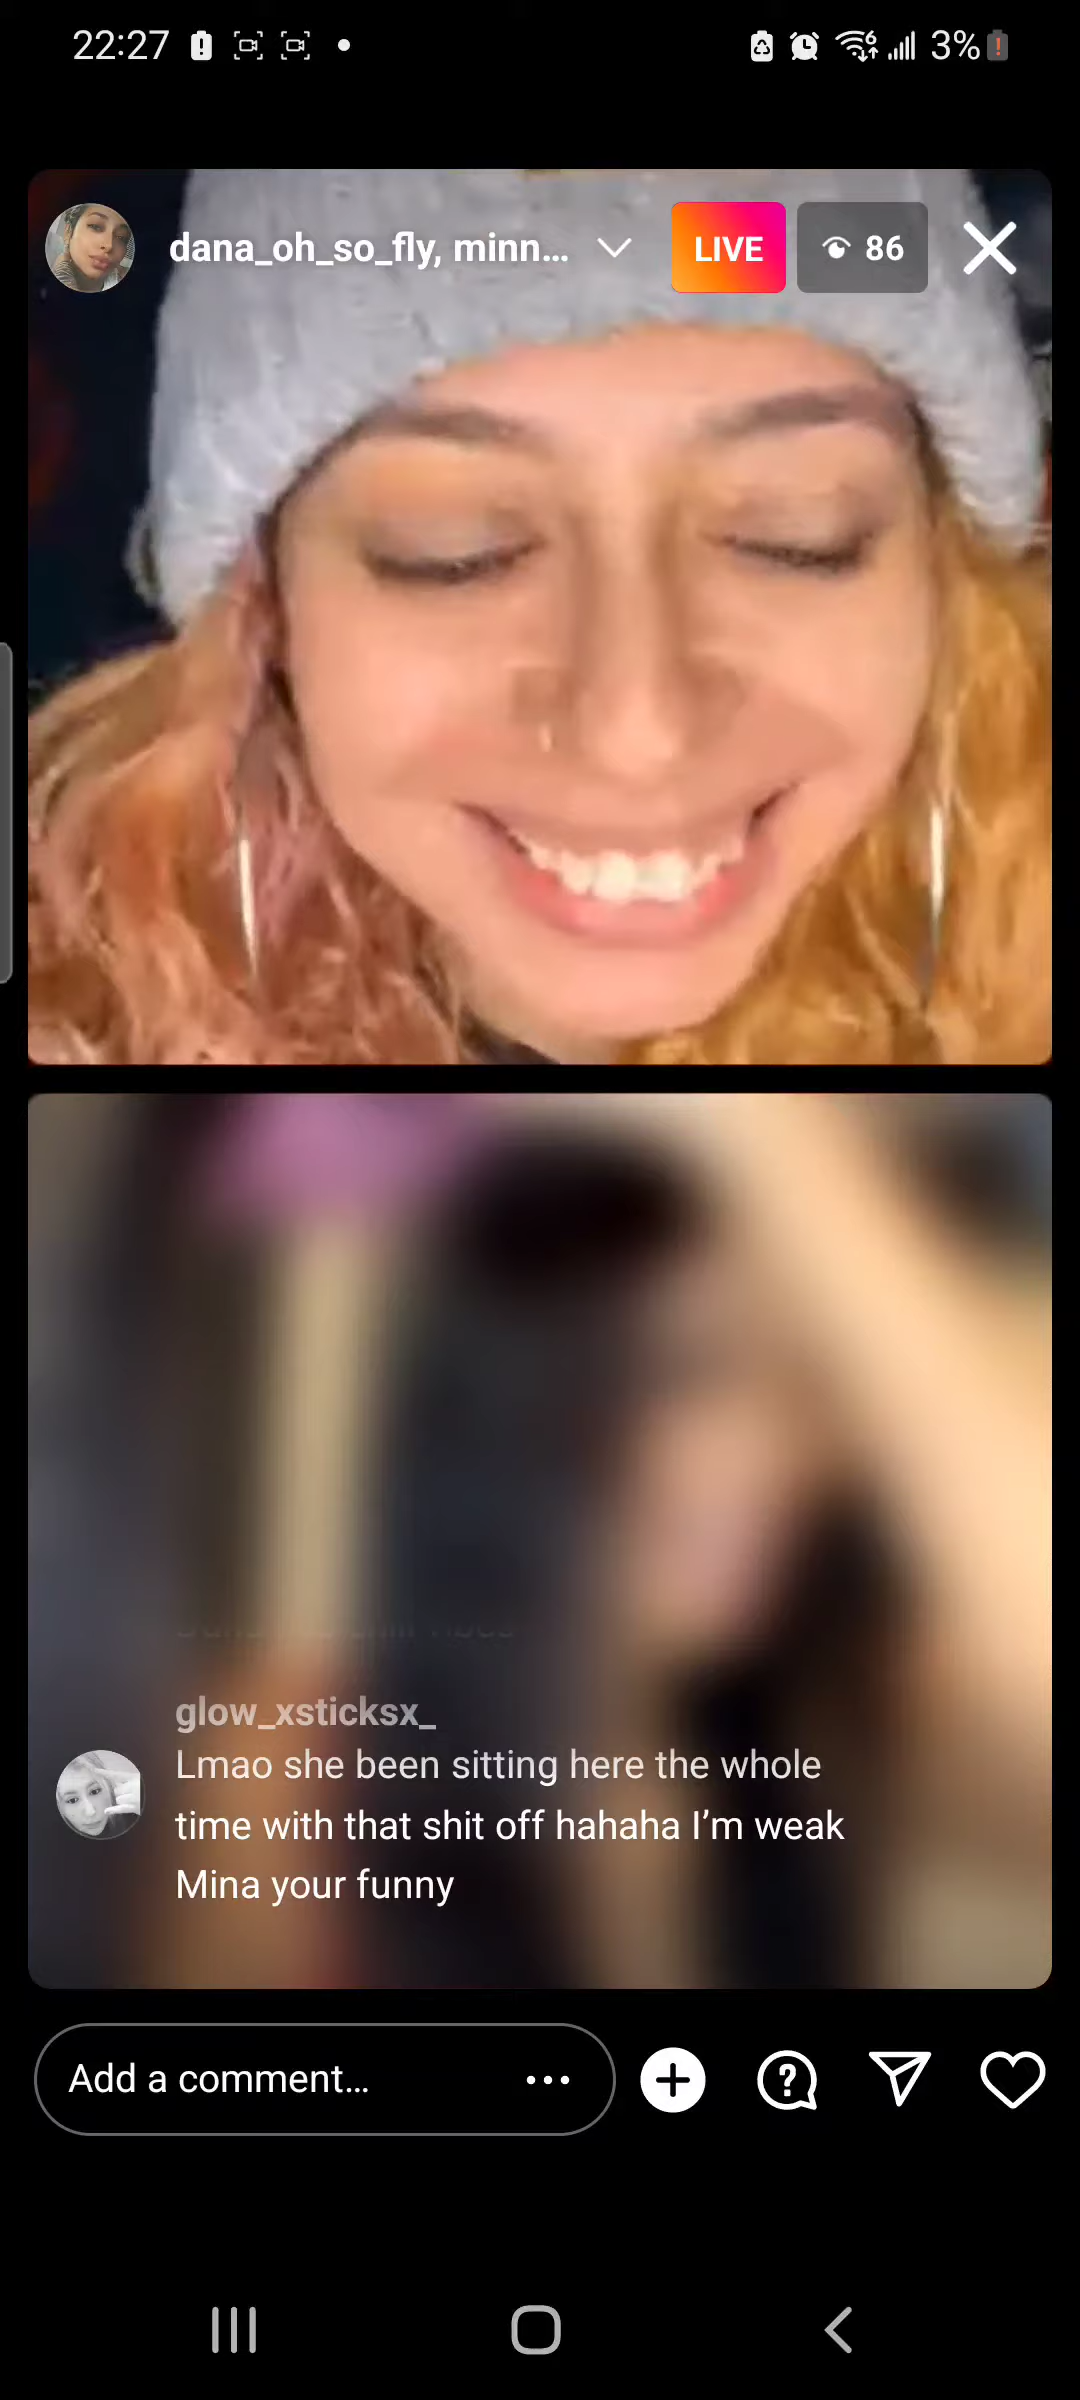 22:27
3%
dana_oh_so_fly, minn...
LIVE
86
glow_xsticksx_
Lmao she been sitting here the whole
time with that shit off hahaha I’m weak
Mina your funny
Add a comment...